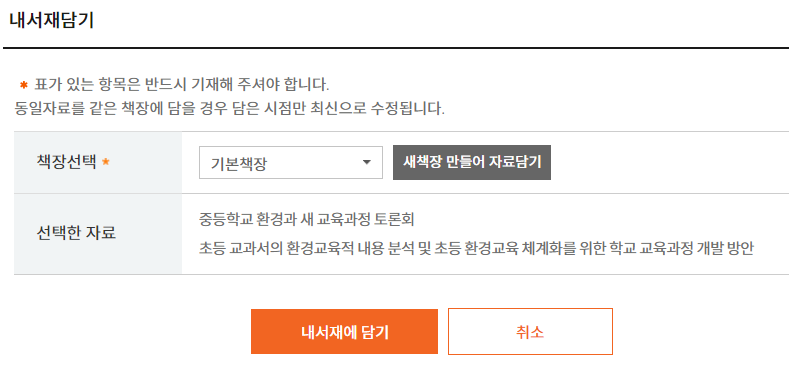 내서재담기
* 표가 있는 항목은 반드시 기재해 주셔야 합니다.
동일자료를 같은 책장에 담을 경우 담은 시점만 최신으로 수정됩니다.
책장선택 * 기본책장 새책장 만들어 자료담기
선택한 자료
중등학교 환경과 새 교육과정 토론회
초등 교과서의 환경교육적 내용 분석 및 초등 환경교육 체계화를 위한 학교 교육과정 개발 방안
내서재에 담기 취소